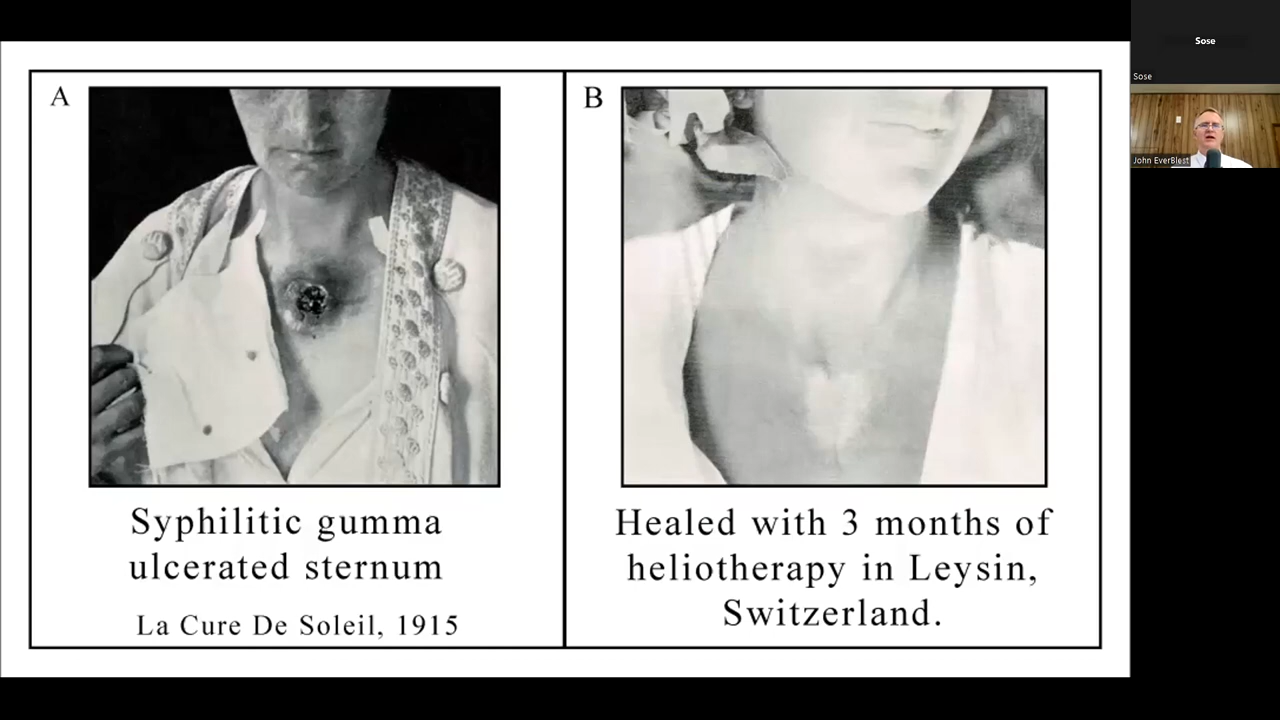 A
Syphilitic gumma
ulcerated sternum
La Cure De Soleil, 1915
B
Healed with 3 months of
heliotherapy in Leysin,
Switzerland.
Sose
Sose
John EverBlest